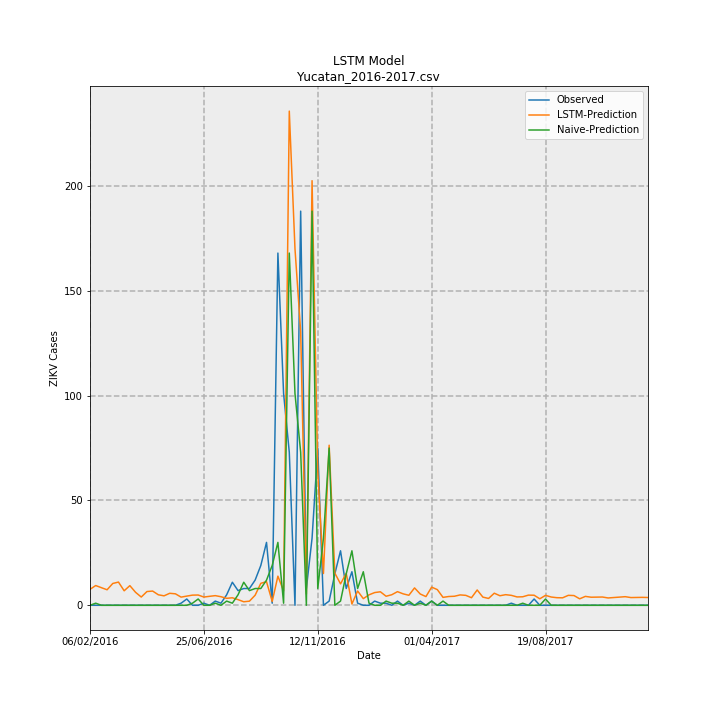 LSTM Model
Yucatan_2016-2017.csv
Observed
LSTM-Prediction
Naive-Prediction
200
150
100
50
0
ZIKV Cases
06/02/2016 25/06/2016 12/11/2016 01/04/2017 19/08/2017
Date